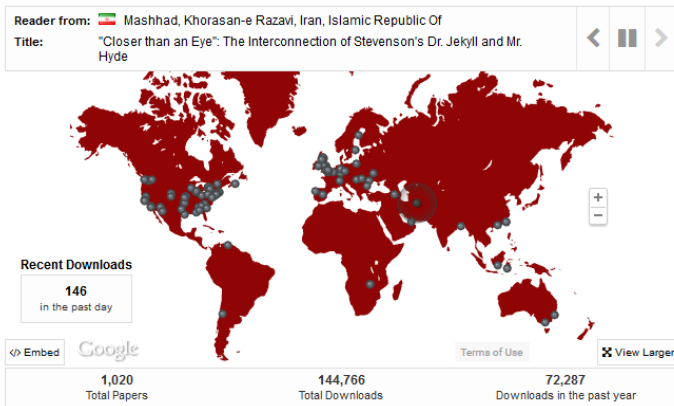 Reader from: Mashhad, Khorasan-e Razavi, Iran, Islamic Republic Of
Title: "Closer than an Eye": The Interconnection of Stevenson's Dr. Jekyll and Mr.
Hyde
+
−
Recent Downloads
146
in the past day
</> Embed
Google
Terms of Use
View Larger
1,020
Total Papers
144,766
Total Downloads
72,287
Downloads in the past year